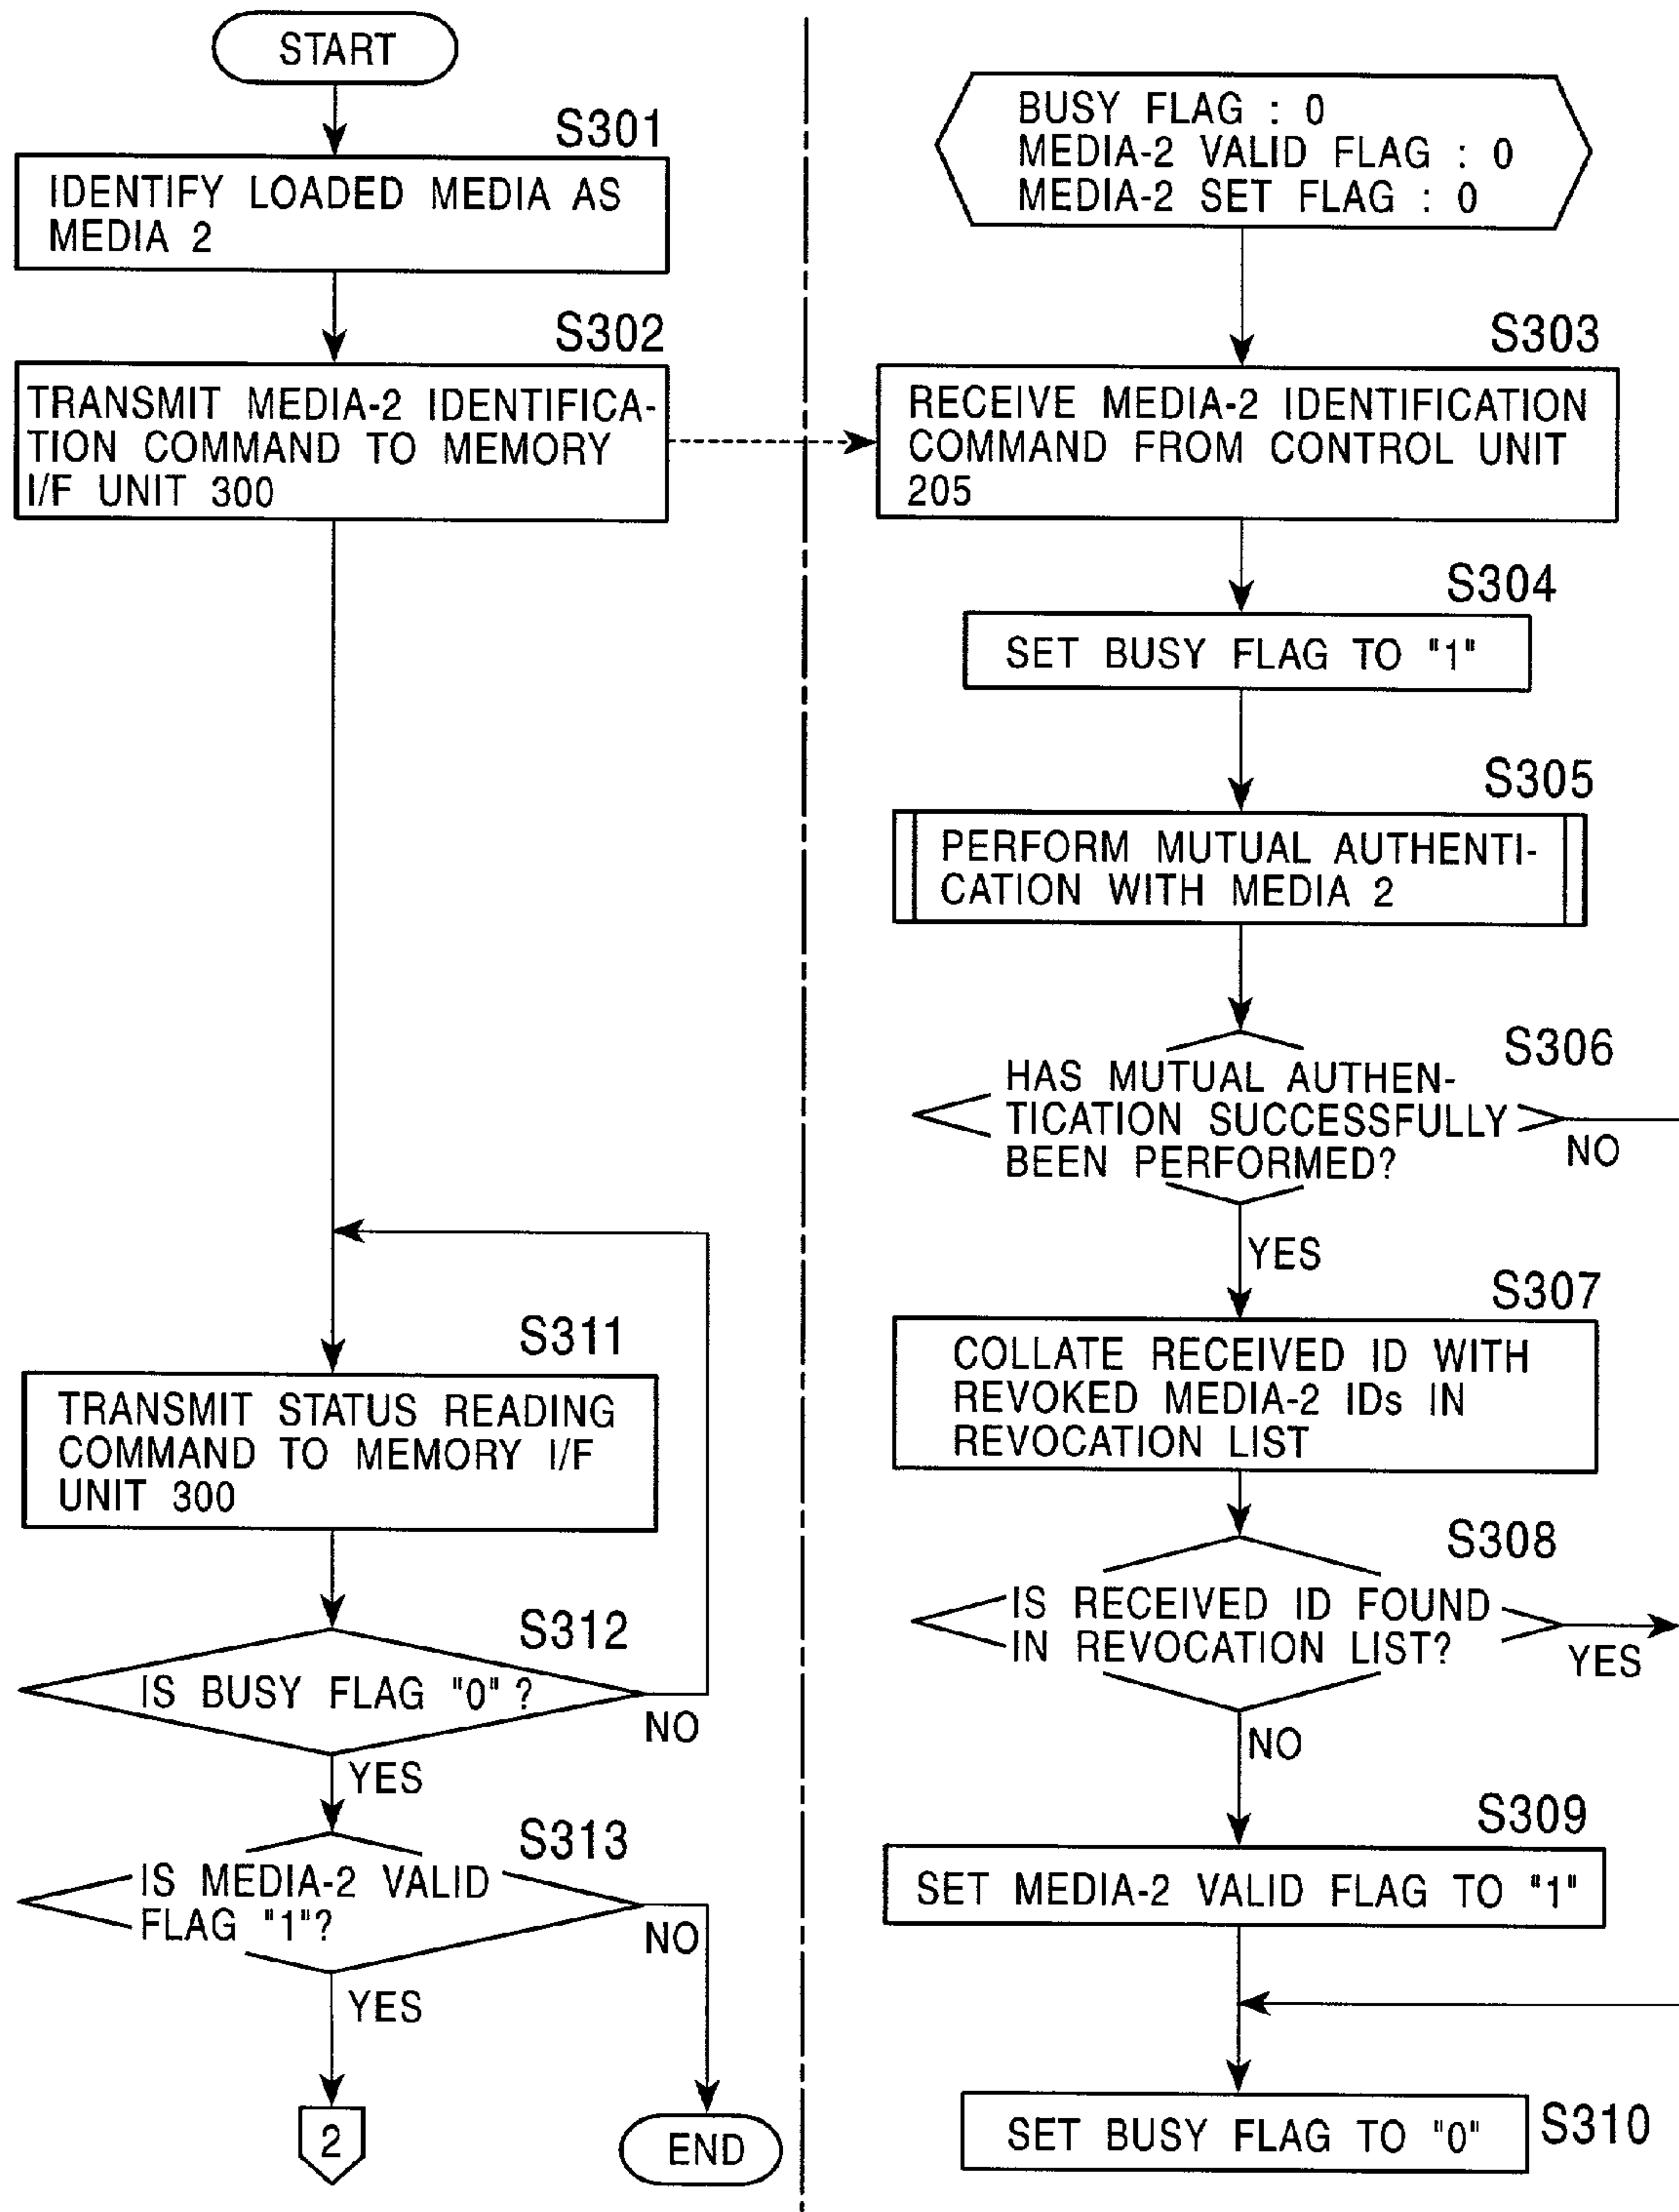 START
S301
IDENTIFY LOADED MEDIA AS
MEDIA 2
S302
TRANSMIT MEDIA-2 IDENTIFICA-
TION COMMAND TO MEMORY
I/F UNIT 300
S311
TRANSMIT STATUS READING
COMMAND TO MEMORY I/F
UNIT 300
S312
IS BUSY FLAG "0" ?
NO
YES
S313
IS MEDIA-2 VALID
FLAG "1"?
NO
YES
2
END
BUSY FLAG : 0
MEDIA-2 VALID FLAG : 0
MEDIA-2 SET FLAG : 0
S303
RECEIVE MEDIA-2 IDENTIFICATION
COMMAND FROM CONTROL UNIT
205
S304
SET BUSY FLAG TO "1"
S305
PERFORM MUTUAL AUTHENTI-
CATION WITH MEDIA 2
S306
HAS MUTUAL AUTHEN-
TICATION SUCCESSFULLY
BEEN PERFORMED?
NO
YES
S307
COLLATE RECEIVED ID WITH
REVOKED MEDIA-2 IDs IN
REVOCATION LIST
S308
IS RECEIVED ID FOUND
IN REVOCATION LIST?
YES
NO
S309
SET MEDIA-2 VALID FLAG TO "1"
SET BUSY FLAG TO "0"
S310